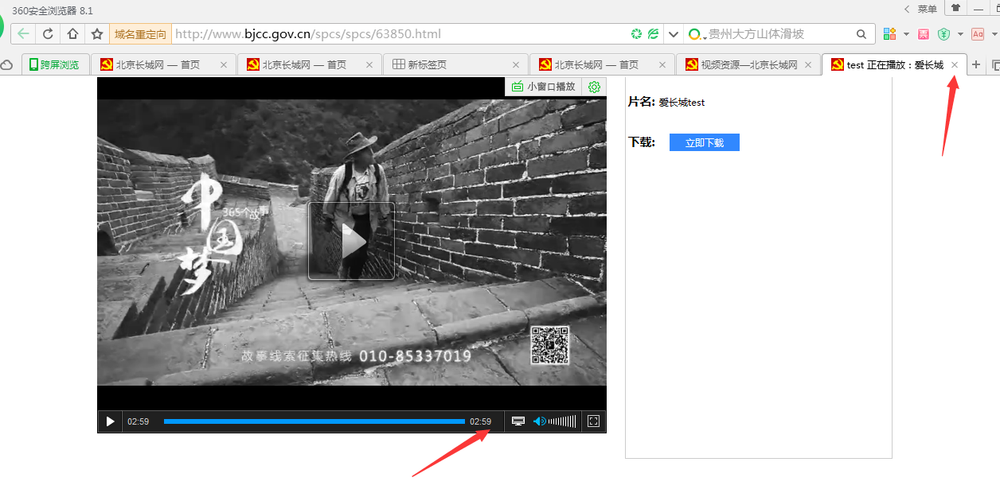 360安全浏览器 8.1
菜单
域名重定向 http://www.bjcc.gov.cn/spcs/spcs/63850.html
贵州大方山体滑坡
跨屏浏览
北京长城网 — 首页
北京长城网 — 首页
新标签页
北京长城网 — 首页
视频资源—北京长城网
test 正在播放：爱长城
小窗口播放
片名: 爱长城test
下载: 立即下载
中国梦
365个故事
故事线索征集热线 010-85337019
02:59 02:59